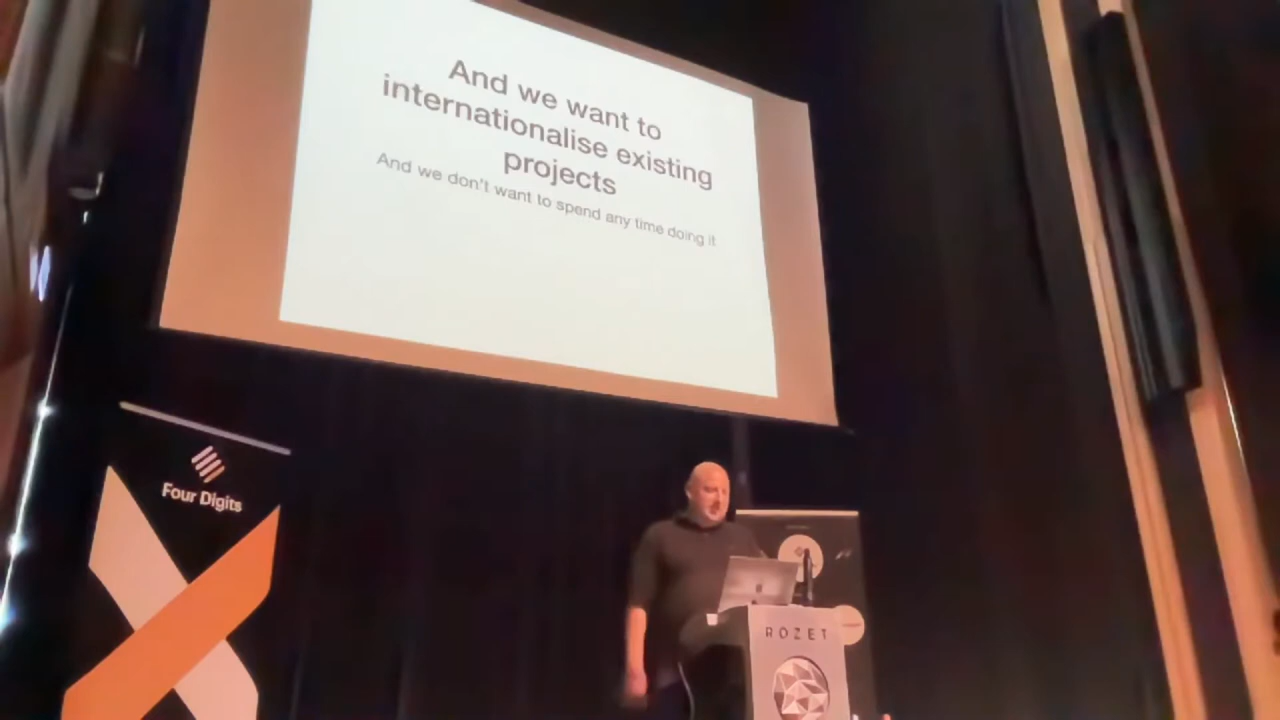 And we want to
internationalise existing
projects
And we don't want to spend any time doing it
Four Digits
ROZET